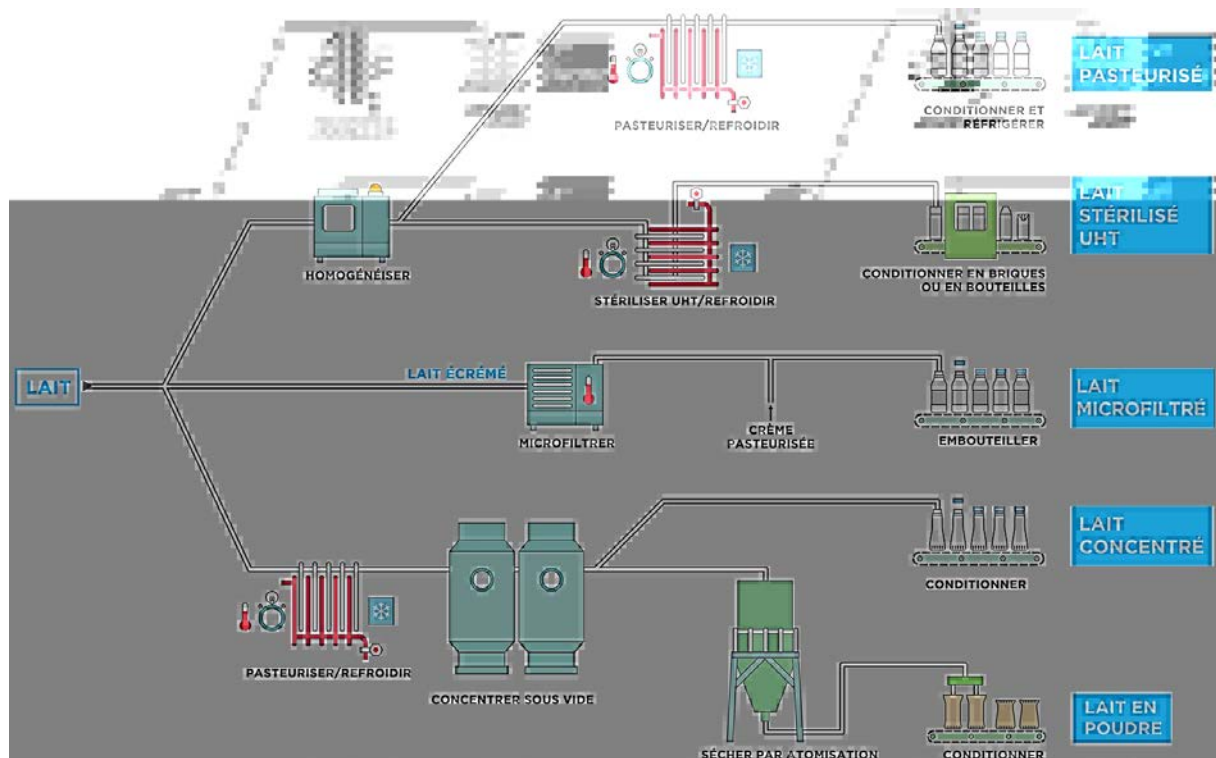 LAIT
PASTEURISÉ
PASTEURISER/REFROIDIR
CONDITIONNER ET
RÉFRIGÉRER
LAIT
STÉRILISÉ
UHT
HOMOGÉNÉISER
STÉRILISER UHT/REFROIDIR
CONDITIONNER EN BRIQUES
OU EN BOUTEILLES
LAIT
LAIT ÉCRÉMÉ
MICROFILTRER
CRÈME
PASTEURISÉE
EMBOUTEILLER
LAIT
MICROFILTRÉ
LAIT
CONCENTRÉ
CONDITIONNER
PASTEURISER/REFROIDIR
CONCENTRER SOUS VIDE
LAIT EN
POUDRE
SÉCHER PAR ATOMISATION
CONDITIONNER